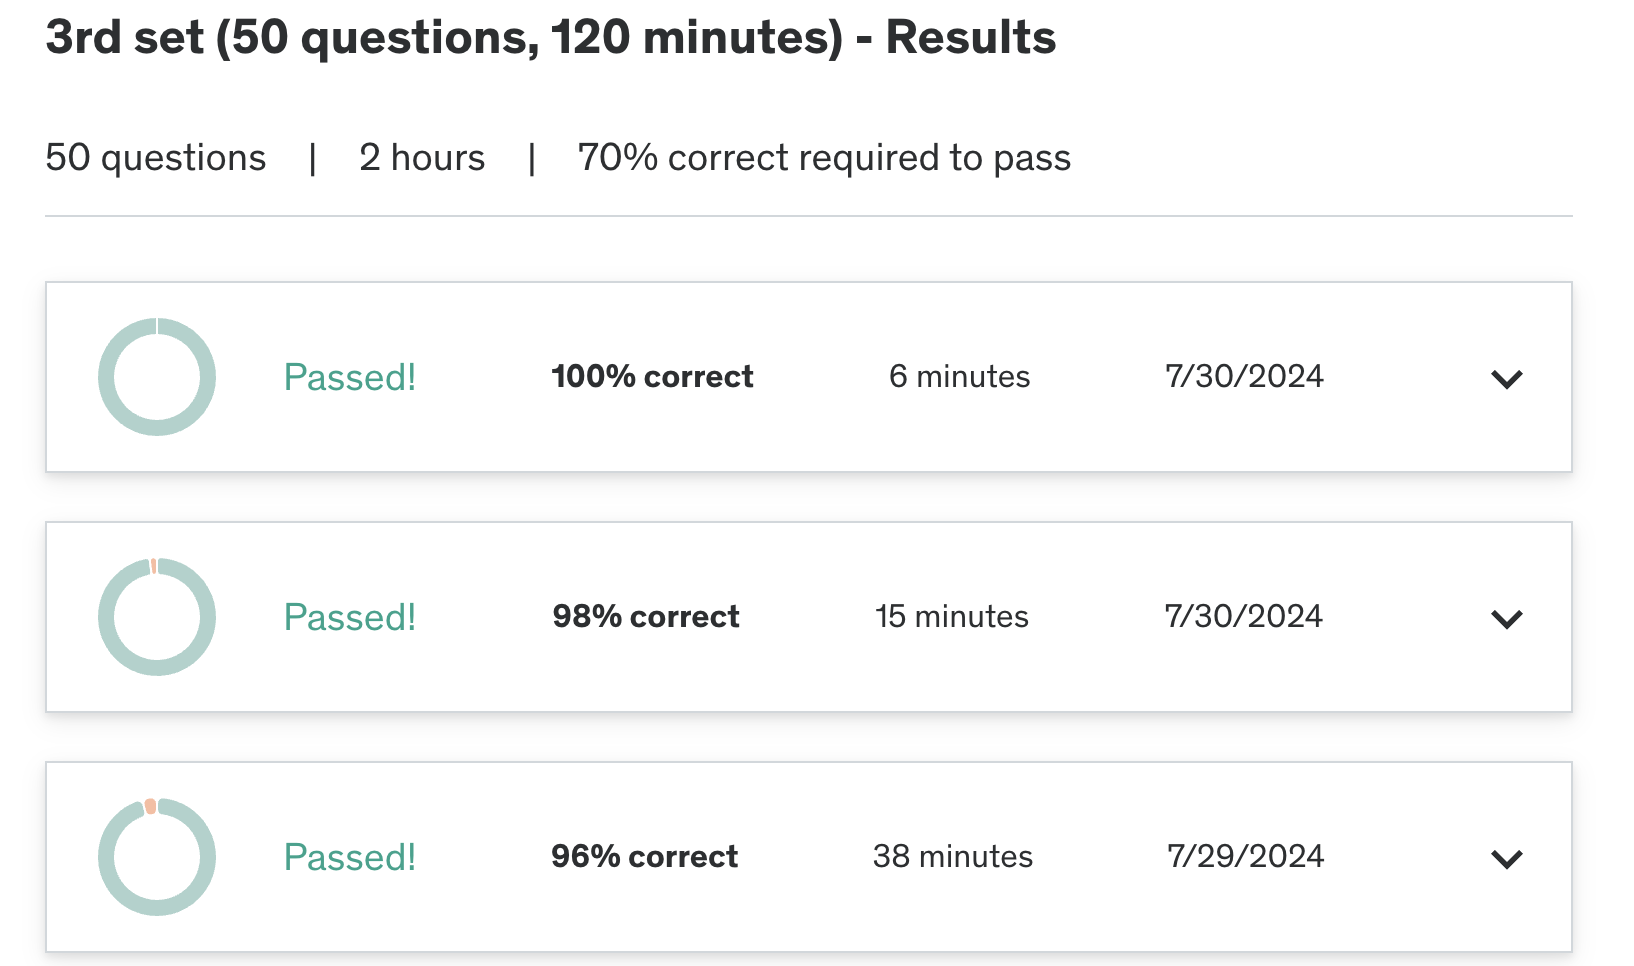 3rd set (50 questions, 120 minutes) - Results
50 questions | 2 hours | 70% correct required to pass
Passed! 100% correct 6 minutes 7/30/2024
Passed! 98% correct 15 minutes 7/30/2024
Passed! 96% correct 38 minutes 7/29/2024